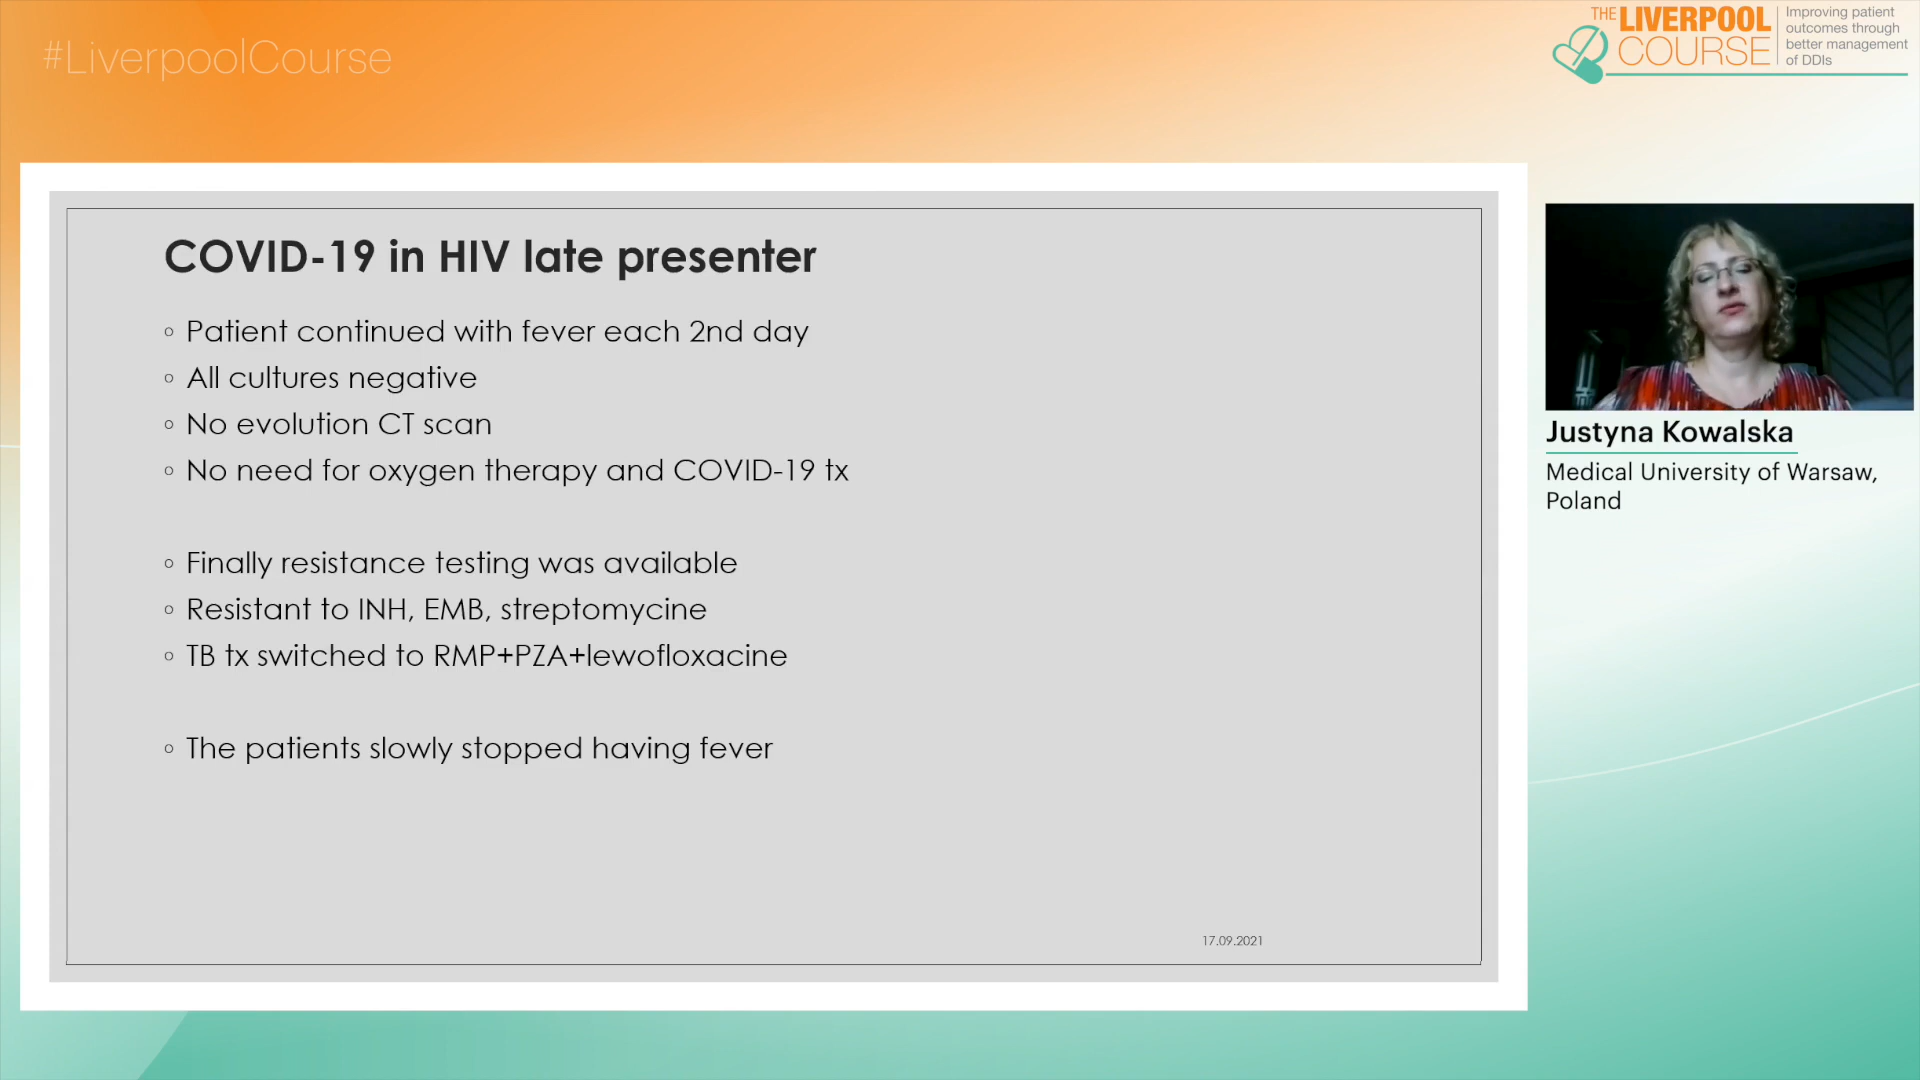 #LiverpoolCourse
THE LIVERPOOL
COURSE
Improving patient
outcomes through
better management
of DDIs
COVID-19 in HIV late presenter
◦ Patient continued with fever each 2nd day
◦ All cultures negative
◦ No evolution CT scan
◦ No need for oxygen therapy and COVID-19 tx
◦ Finally resistance testing was available
◦ Resistant to INH, EMB, streptomycine
◦ TB tx switched to RMP+PZA+lewofloxacine
◦ The patients slowly stopped having fever
17.09.2021
Justyna Kowalska
Medical University of Warsaw,
Poland